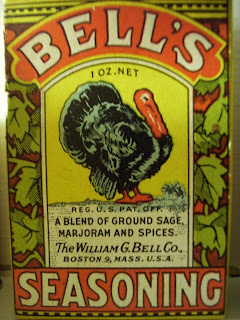 BELL'S
1 OZ. NET
REG. U.S. PAT. OFF.
A BLEND OF GROUND SAGE,
MARJORAM AND SPICES.
The WILLIAM G. BELL CO.,
BOSTON 9, MASS. U.S.A.
SEASONING